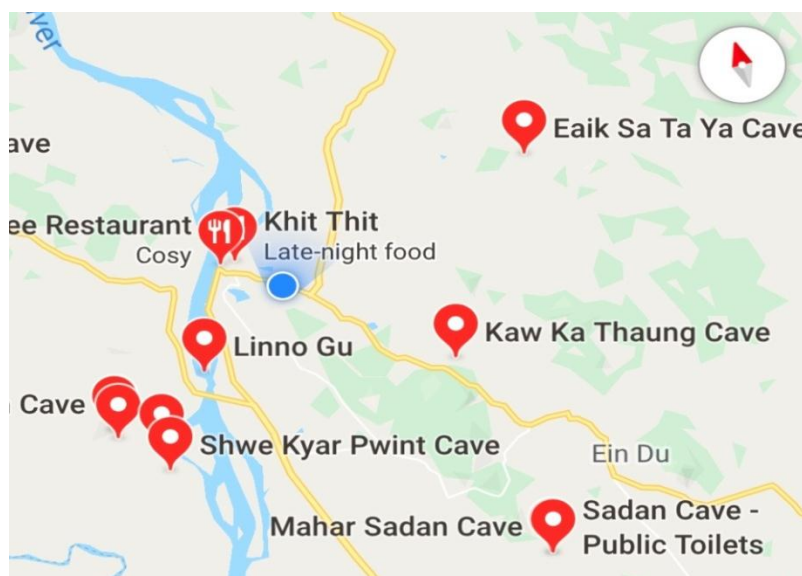 ver
Eaik Sa Ta Ya Cave
ave
ee Restaurant
Cosy
Khit Thit
Late-night food
Linno Gu
Kaw Ka Thaung Cave
Cave
Shwe Kyar Pwint Cave
Ein Du
Mahar Sadan Cave
Sadan Cave -
Public Toilets